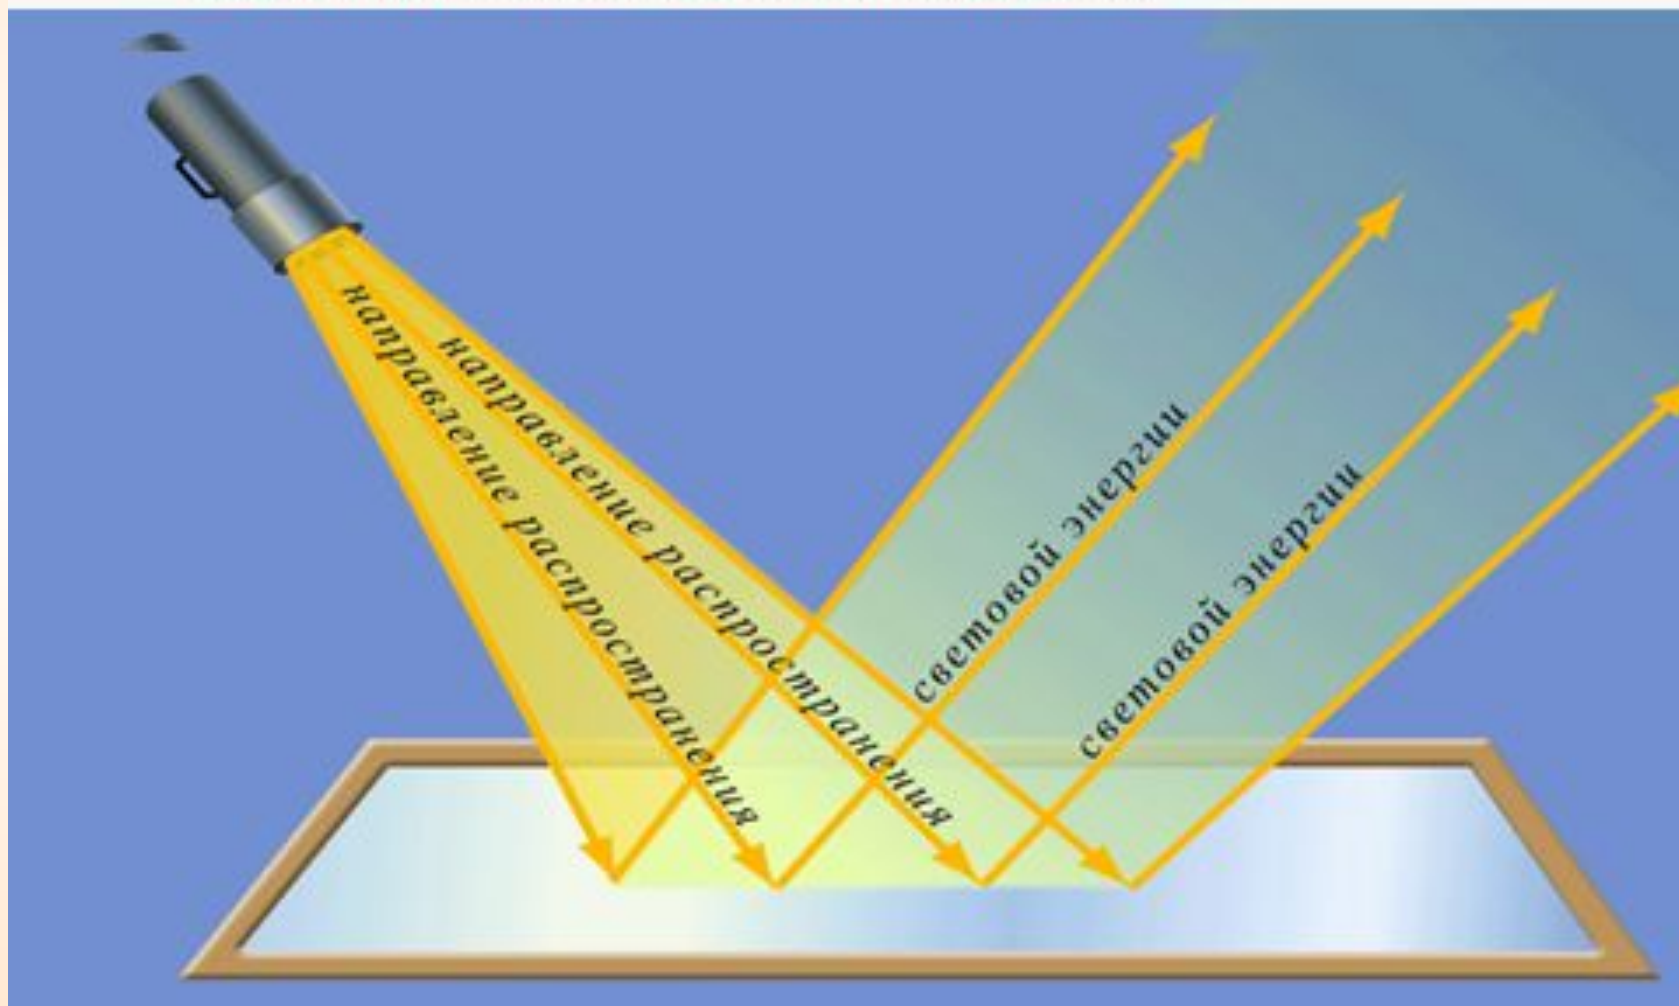 направление распространения
направление распространения
световой энергии
световой энергии